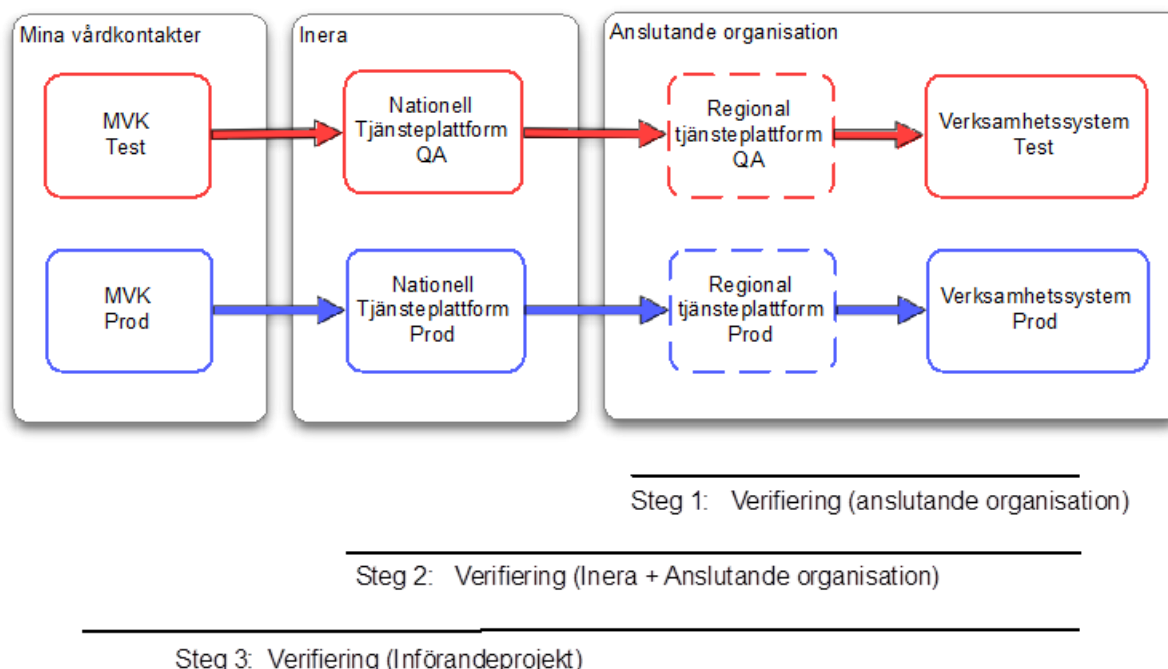 Mina vårdkontakter
Inera
Anslutande organisation
MVK
Test
Nationell
Tjänsteplattform
QA
Regional
tjänsteplattform
QA
Verksamhetssystem
Test
MVK
Prod
Nationell
Tjänsteplattform
Prod
Regional
tjänsteplattform
Prod
Verksamhetssystem
Prod
Steg 1: Verifiering (anslutande organisation)
Steg 2: Verifiering (Inera + Anslutande organisation)
Steg 3: Verifiering (Införandeprojekt)